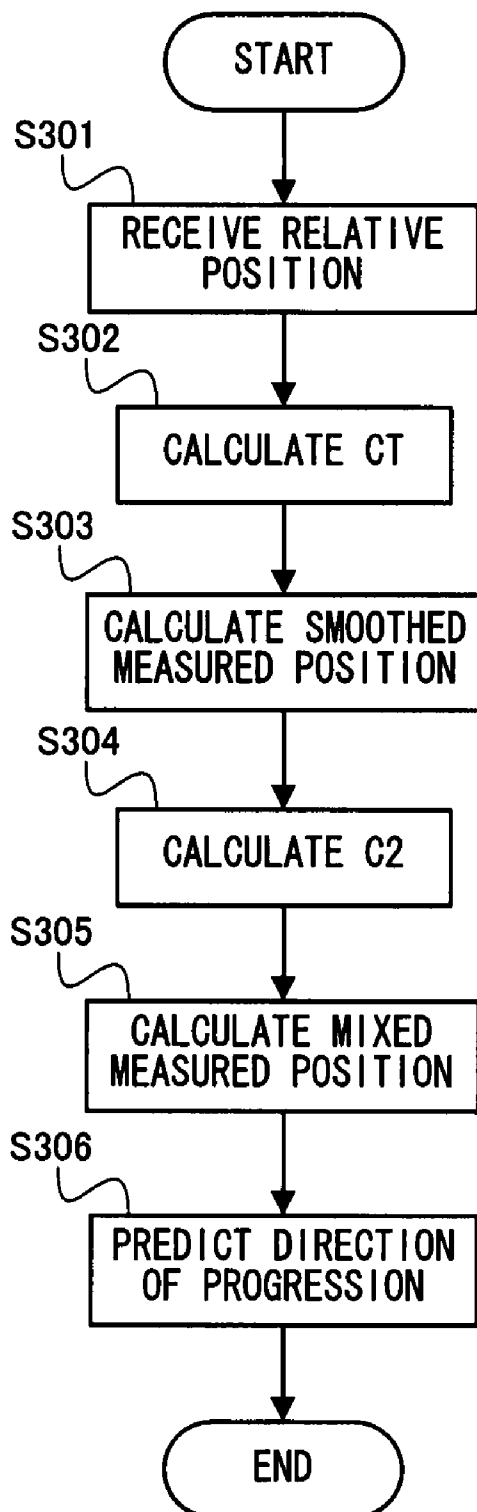 START
S301
RECEIVE RELATIVE
POSITION
S302
CALCULATE CT
S303
CALCULATE SMOOTHED
MEASURED POSITION
S304
CALCULATE C2
S305
CALCULATE MIXED
MEASURED POSITION
S306
PREDICT DIRECTION
OF PROGRESSION
END